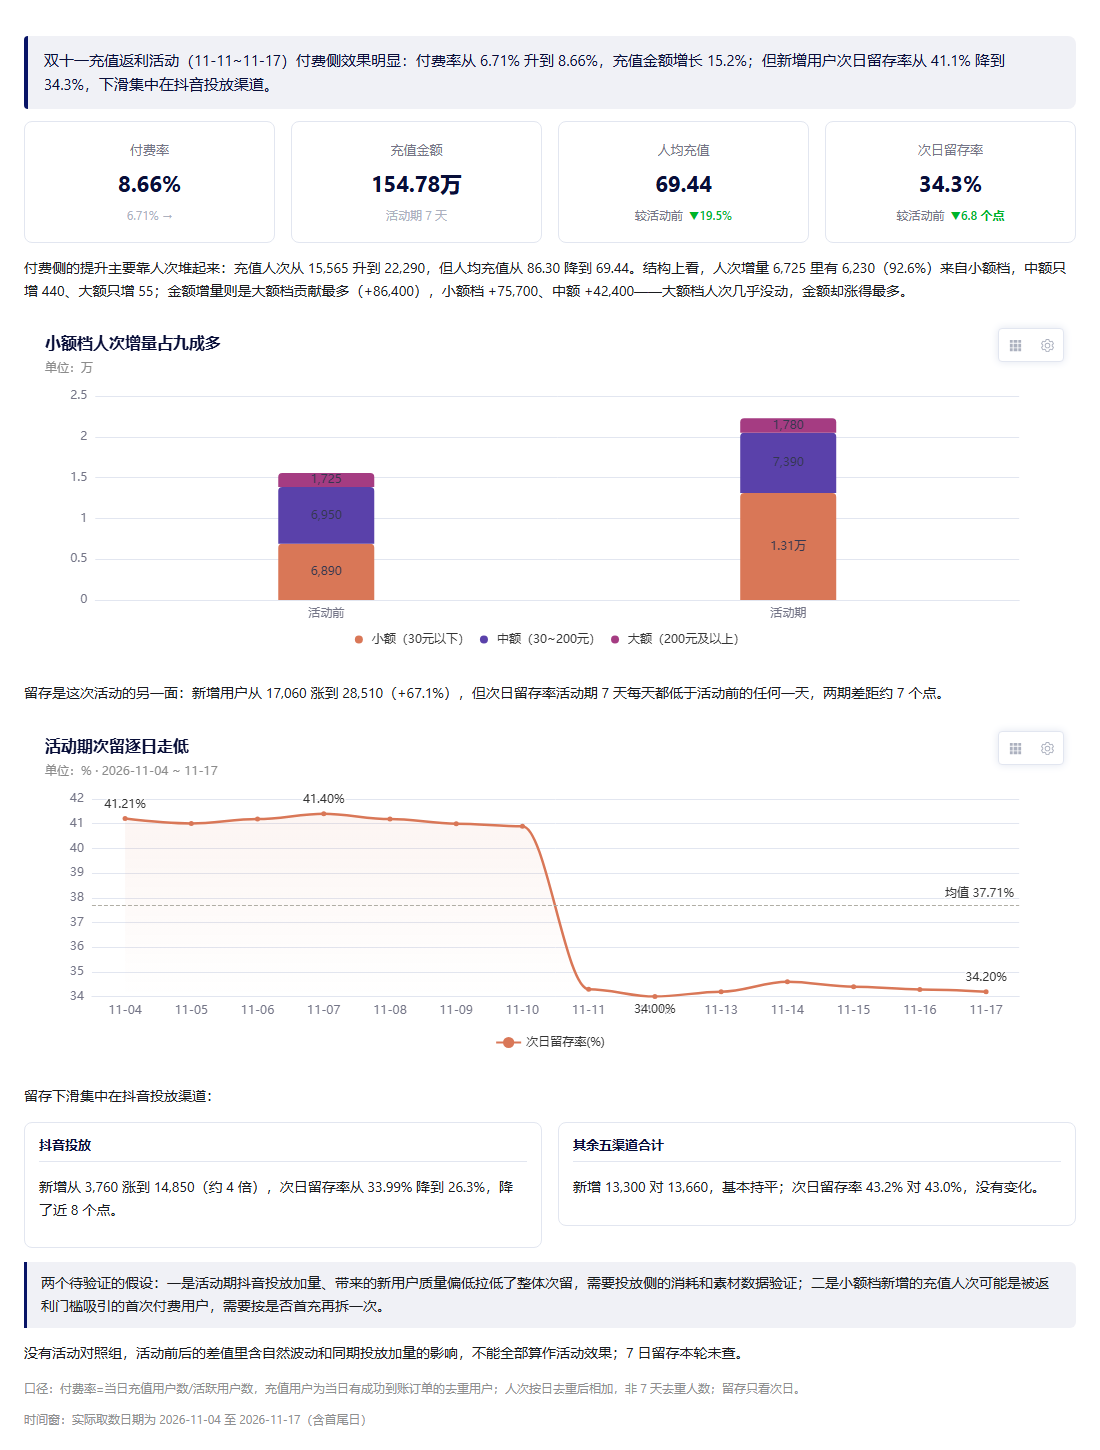 双十一充值返利活动（11-11~11-17）付费侧效果明显：付费率从 6.71% 升到 8.66%，充值金额增长 15.2%；但新增用户次日留存率从 41.1% 降到
34.3%，下滑集中在抖音投放渠道。
付费率
8.66%
6.71% →
充值金额
154.78万
活动期 7 天
人均充值
69.44
较活动前 ▼19.5%
次日留存率
34.3%
较活动前 ▼6.8 个点
付费侧的提升主要靠人次堆起来：充值人次从 15,565 升到 22,290，但人均充值从 86.30 降到 69.44。结构上看，人次增量 6,725 里有 6,230（92.6%）来自小额档，中额只
增 440、大额只增 55；金额增量则是大额档贡献最多（+86,400），小额档 +75,700、中额 +42,400——大额档人次几乎没动，金额却涨得最多。
小额档人次增量占九成多
单位：万
2.5
2
1.5
1
0.5
0
1,725
6,950
6,890
1,780
7,390
1.31万
活动前
活动期
小额（30元以下）
中额（30~200元）
大额（200元及以上）
留存是这次活动的另一面：新增用户从 17,060 涨到 28,510（+67.1%），但次日留存率活动期 7 天每天都低于活动前的任何一天，两期差距约 7 个点。
活动期次留逐日走低
单位：% · 2026-11-04 ~ 11-17
42
41
40
39
38
37
36
35
34
41.21%
41.40%
均值 37.71%
34.20%
34.00%
11-04
11-05
11-06
11-07
11-08
11-09
11-10
11-11
11-13
11-14
11-15
11-16
11-17
次日留存率(%)
留存下滑集中在抖音投放渠道：
抖音投放
新增从 3,760 涨到 14,850（约 4 倍），次日留存率从 33.99% 降到 26.3%，降
了近 8 个点。
其余五渠道合计
新增 13,300 对 13,660，基本持平；次日留存率 43.2% 对 43.0%，没有变化。
两个待验证的假设：一是活动期抖音投放加量、带来的新用户质量偏低拉低了整体次留，需要投放侧的消耗和素材数据验证；二是小额档新增的充值人次可能是被返
利门槛吸引的首次付费用户，需要按是否首充再拆一次。
没有活动对照组，活动前后的差值里含自然波动和同期投放加量的影响，不能全部算作活动效果；7 日留存本轮未查。
口径：付费率=当日充值用户数/活跃用户数，充值用户为当日有成功到账订单的去重用户；人次按日去重后相加，非 7 天去重人数；留存只看次日。
时间窗：实际取数日期为 2026-11-04 至 2026-11-17（含首尾日）